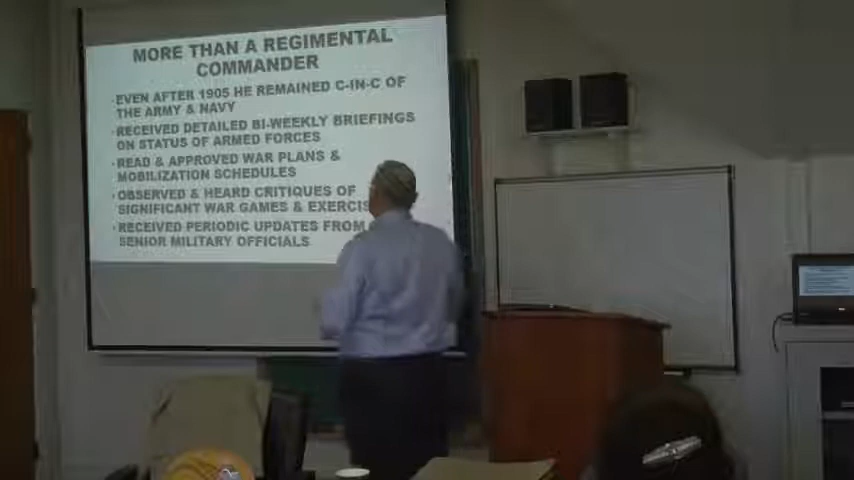 MORE THAN A REGIMENTAL
COMMANDER
• EVEN AFTER 1905 HE REMAINED C-IN-C OF
THE ARMY & NAVY
• RECEIVED DETAILED BI-WEEKLY BRIEFINGS
ON STATUS OF ARMED FORCES
• READ & APPROVED WAR PLANS &
MOBILIZATION SCHEDULES
• OBSERVED & HEARD CRITIQUES OF
SIGNIFICANT WAR GAMES & EXERCIS
• RECEIVED PERIODIC UPDATES FROM
SENIOR MILITARY OFFICIALS